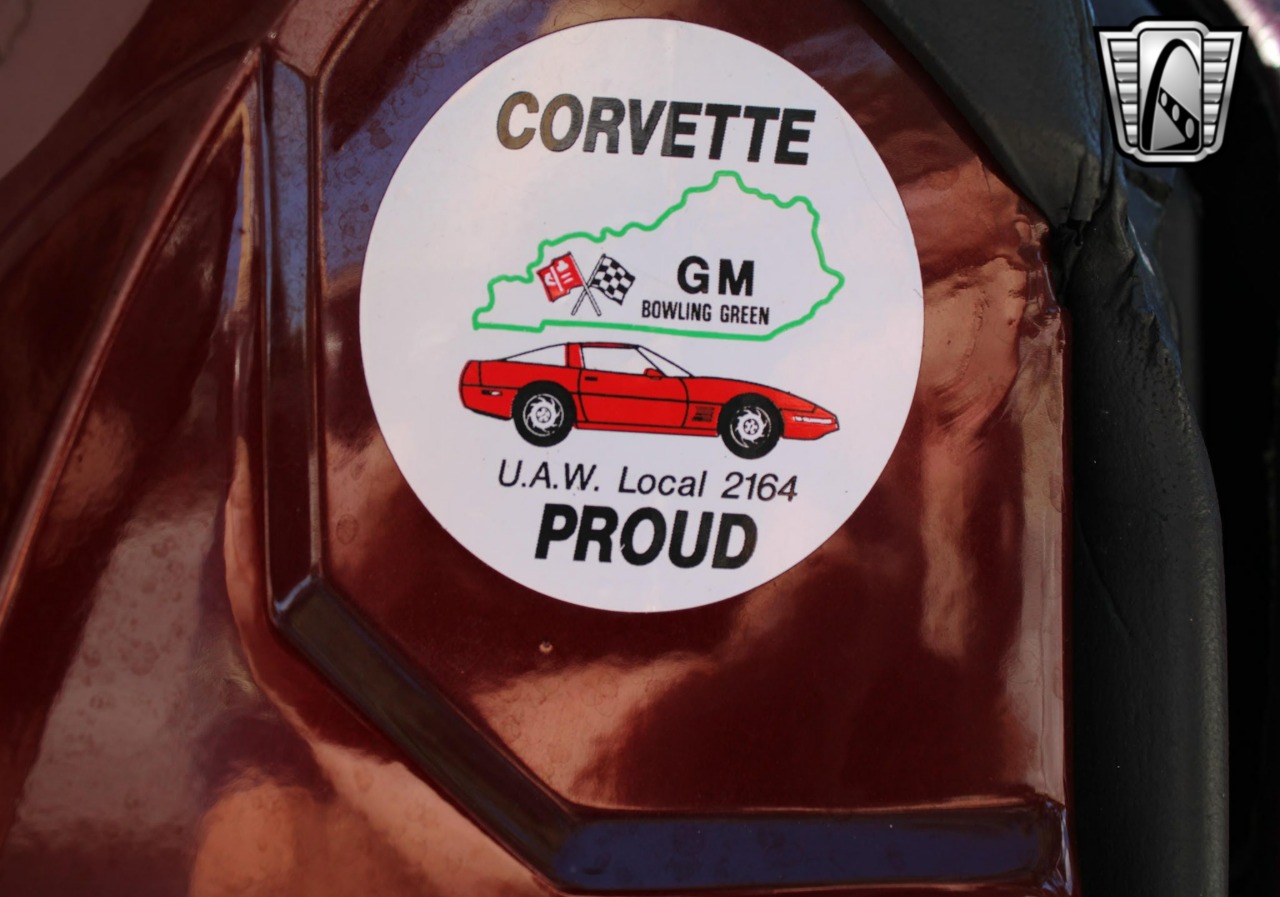 CORVETTE
GM
BOWLING GREEN
U.A.W. Local 2164
PROUD